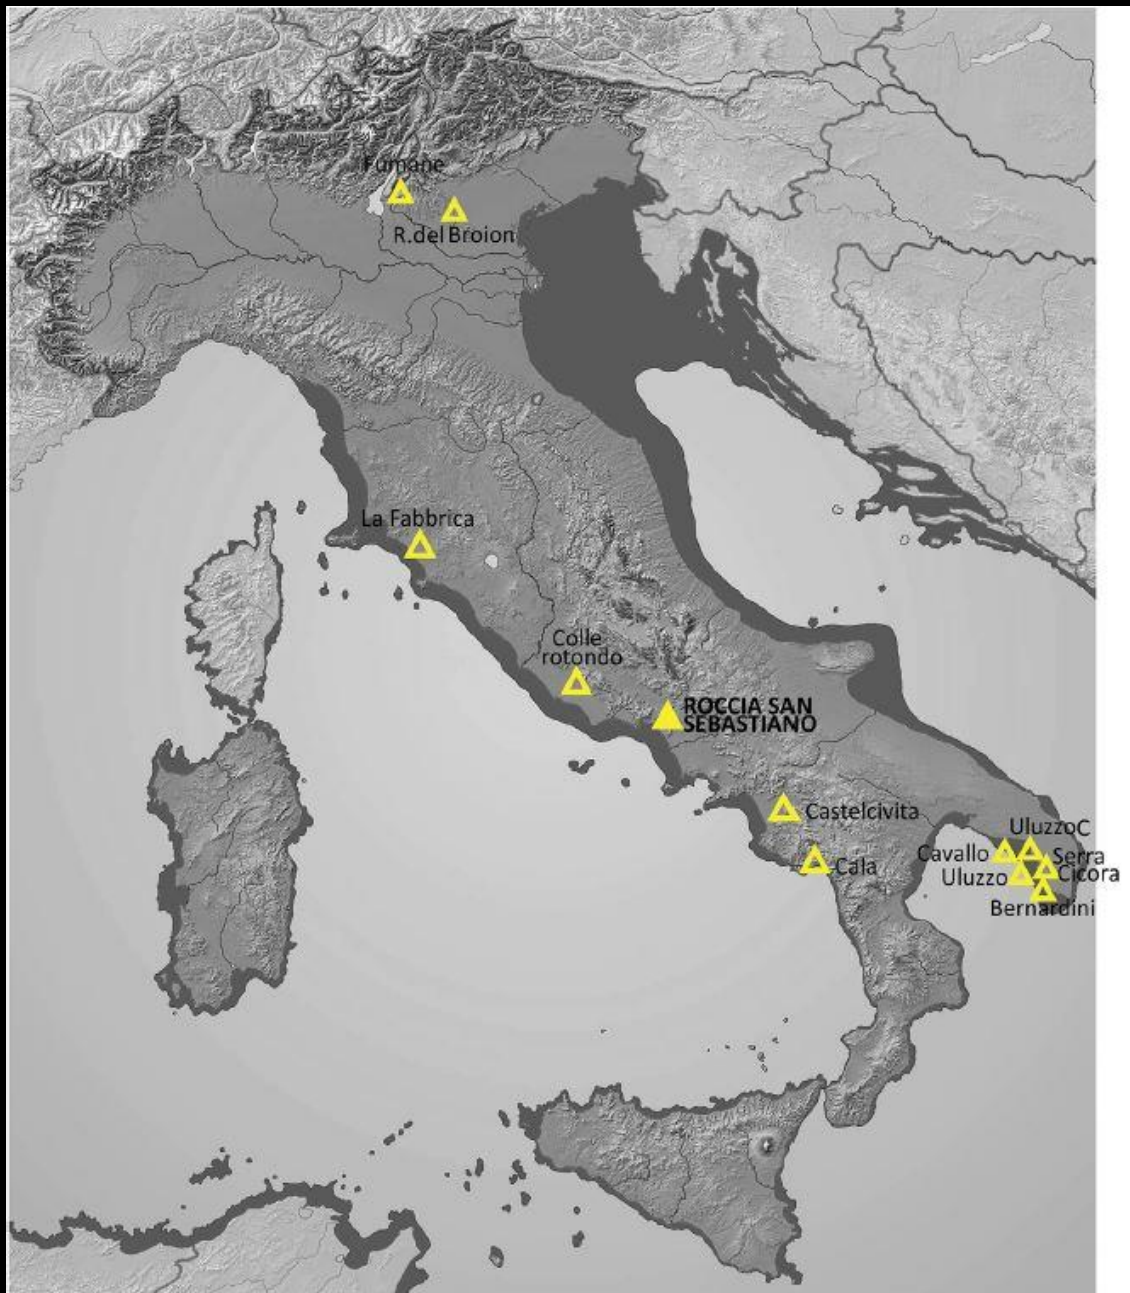 Fumane
R.del Broion
La Fabbrica
Colle
rotondo
ROCCIA SAN
SEBASTIANO
Castelcivita
Cala
UluzzoC
Cavallo
Serra
Cicora
Uluzzo
Bernardini